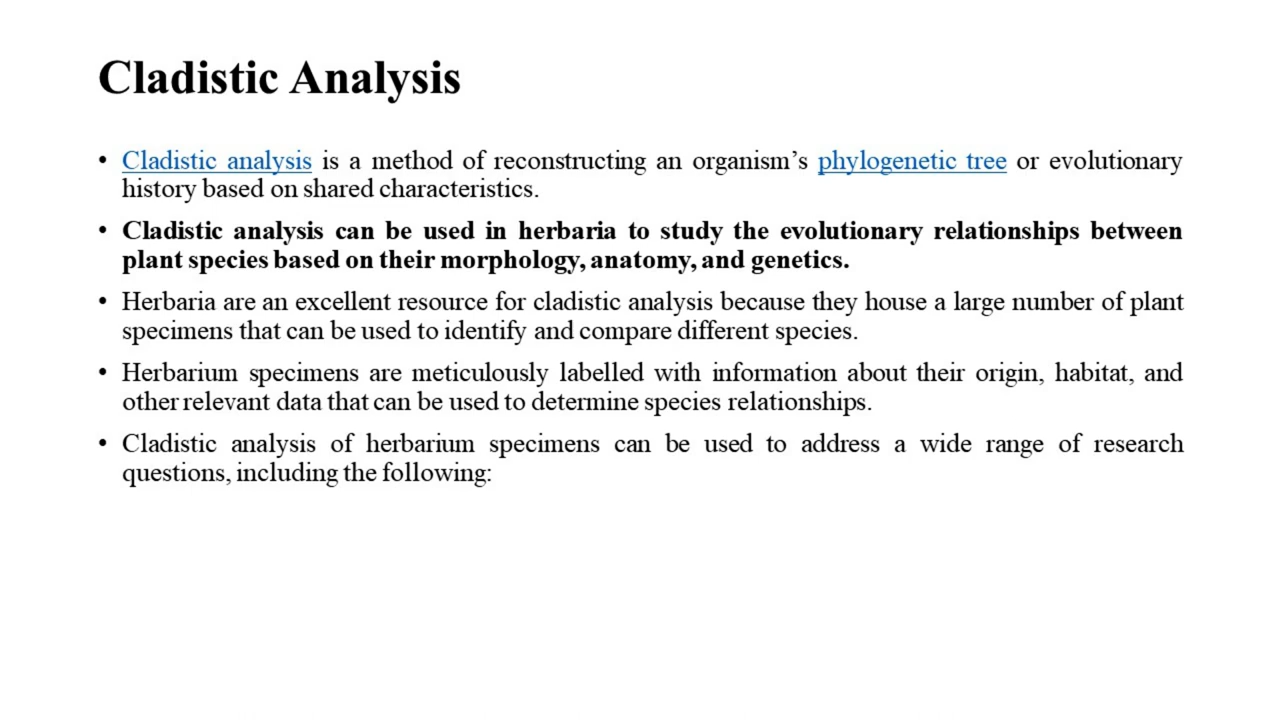 Cladistic Analysis
• Cladistic analysis is a method of reconstructing an organism’s phylogenetic tree or evolutionary
history based on shared characteristics.
• Cladistic analysis can be used in herbaria to study the evolutionary relationships between
plant species based on their morphology, anatomy, and genetics.
• Herbaria are an excellent resource for cladistic analysis because they house a large number of plant
specimens that can be used to identify and compare different species.
• Herbarium specimens are meticulously labelled with information about their origin, habitat, and
other relevant data that can be used to determine species relationships.
• Cladistic analysis of herbarium specimens can be used to address a wide range of research
questions, including the following: